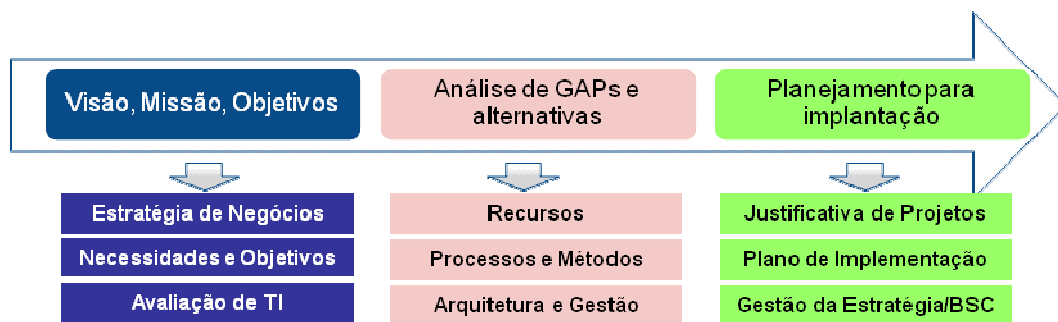 Visão, Missão, Objetivos
Análise de GAPs e
alternativas
Planejamento para
implantação
Estratégia de Negócios
Necessidades e Objetivos
Avaliação de TI
Recursos
Processos e Métodos
Arquitetura e Gestão
Justificativa de Projetos
Plano de Implementação
Gestão da Estratégia/BSC